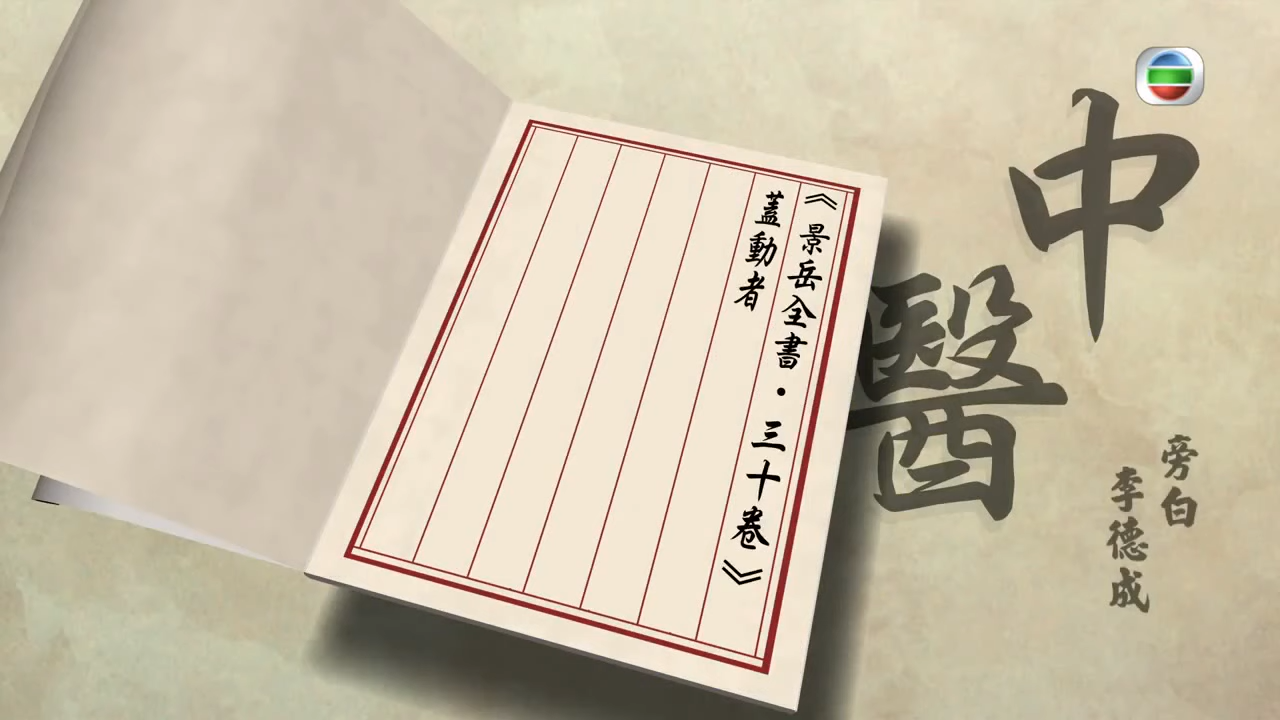 中醫
旁白
李德成
《景岳全書·三十卷》
蓋動者